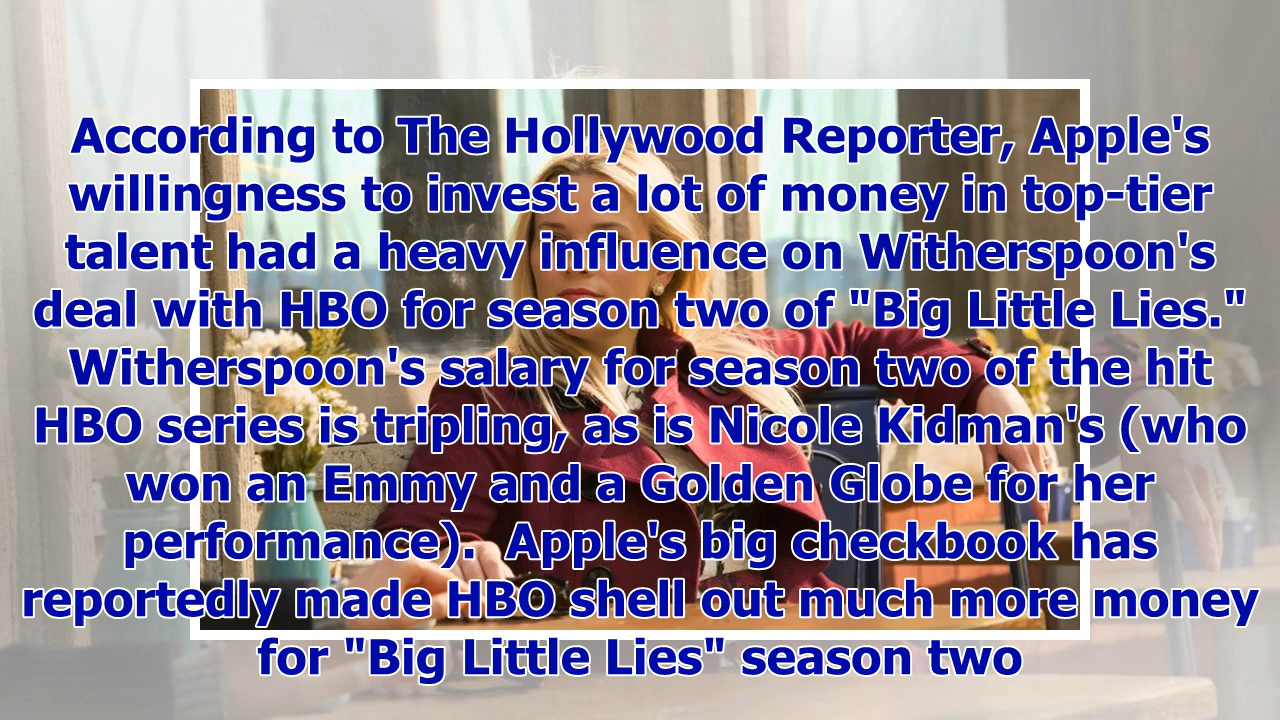 According to The Hollywood Reporter, Apple's
willingness to invest a lot of money in top-tier
talent had a heavy influence on Witherspoon's
deal with HBO for season two of "Big Little Lies."
Witherspoon's salary for season two of the hit
HBO series is tripling, as is Nicole Kidman's (who
won an Emmy and a Golden Globe for her
performance).  Apple's big checkbook has
reportedly made HBO shell out much more money
for "Big Little Lies" season two